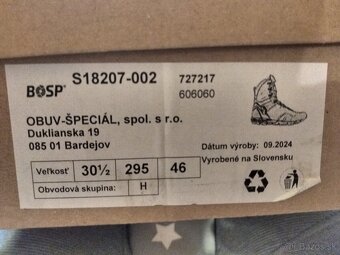 BOSP® S18207-002 727217
606060
OBUV-ŠPECIÁL, spol. s r.o.
Duklianska 19
085 01 Bardejov
Dátum výroby: 09.2024
Vyrobené na Slovensku
Veľkosť 30½ 295 46
Obvodová skupina: H